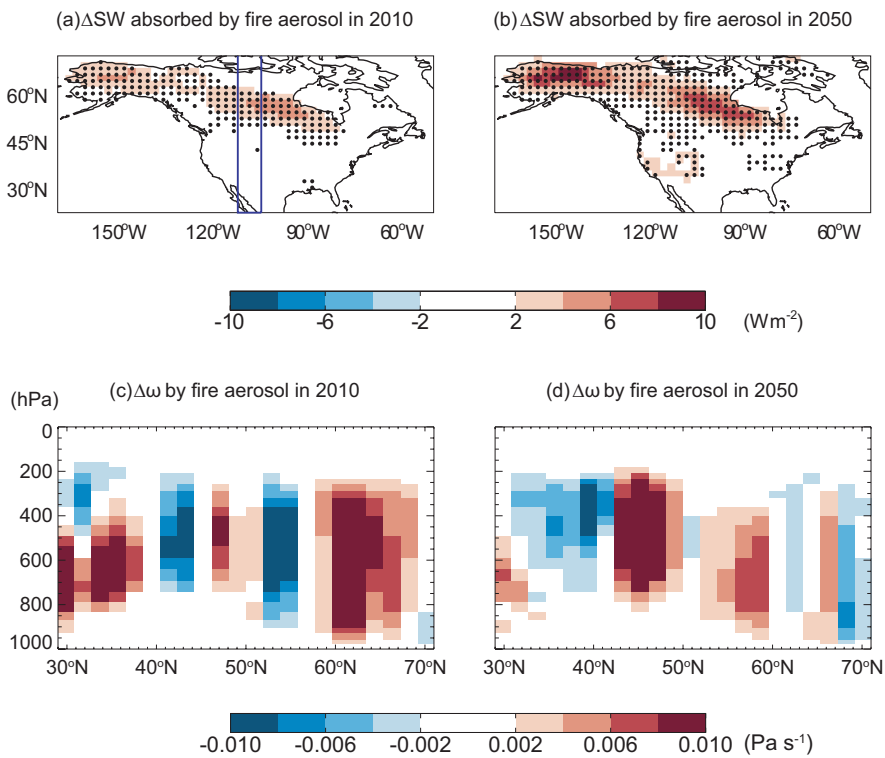 (a)ΔSW absorbed by fire aerosol in 2010
(b) ΔSW absorbed by fire aerosol in 2050
60°N
45°N
30°N
150°W 120°W 90°W 60°W
150°W 120°W 90°W 60°W
-10 -6 -2 2 6 10 (Wm⁻²)
(c)Δω by fire aerosol in 2010
(d)Δω by fire aerosol in 2050
(hPa)
0
200
400
600
800
1000
30°N 40°N 50°N 60°N 70°N
30°N 40°N 50°N 60°N 70°N
-0.010 -0.006 -0.002 0.002 0.006 0.010 (Pa s⁻¹)